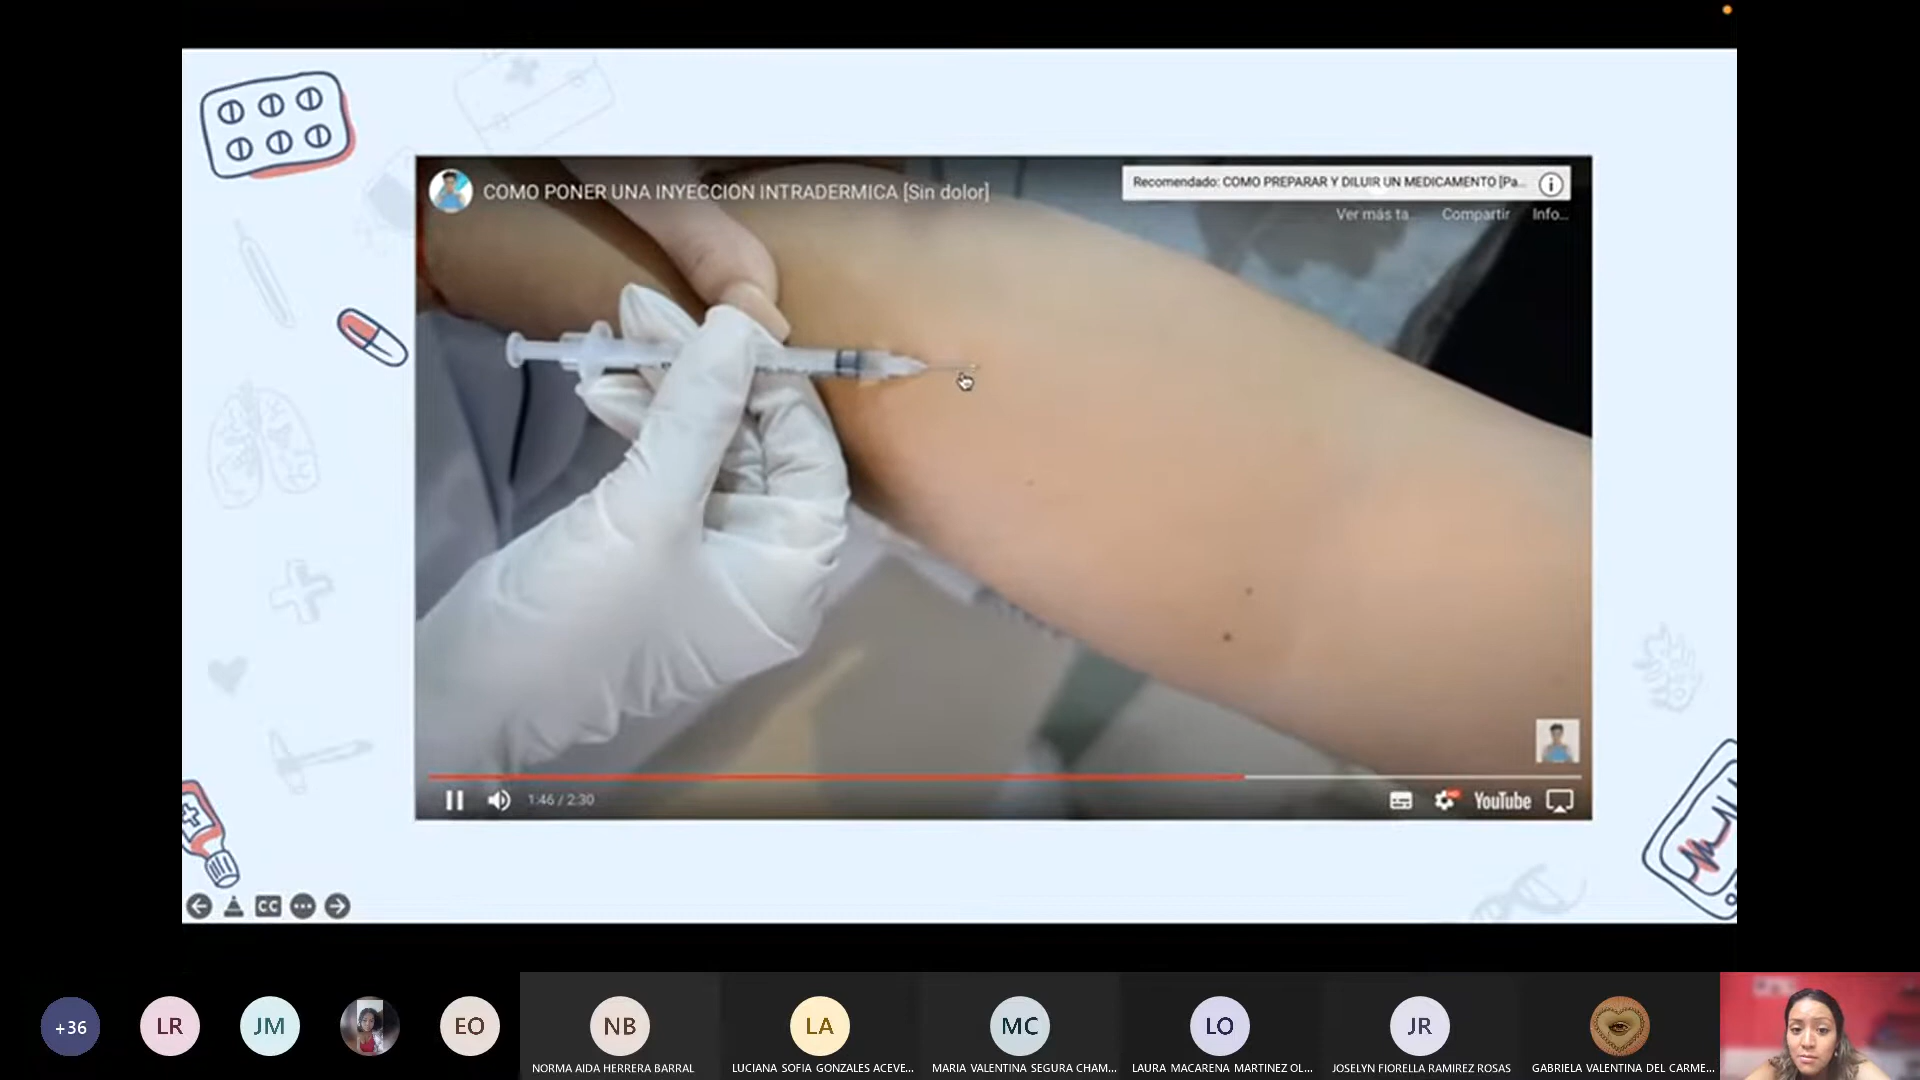 COMO PONER UNA INYECCION INTRADERMICA [Sin dolor]
Recomendado: COMO PREPARAR Y DILUIR UN MEDICAMENTO [Pa...
Ver más ta...
Compartir
Info...
1:46 / 2:30
YouTube
CC
+36
LR
JM
EO
NB
LA
MC
LO
JR
NORMA AIDA HERRERA BARRAL
LUCIANA SOFIA GONZALES ACEVE...
MARIA VALENTINA SEGURA CHAM...
LAURA MACARENA MARTINEZ OL...
JOSELYN FIORELLA RAMIREZ ROSAS
GABRIELA VALENTINA DEL CARME...